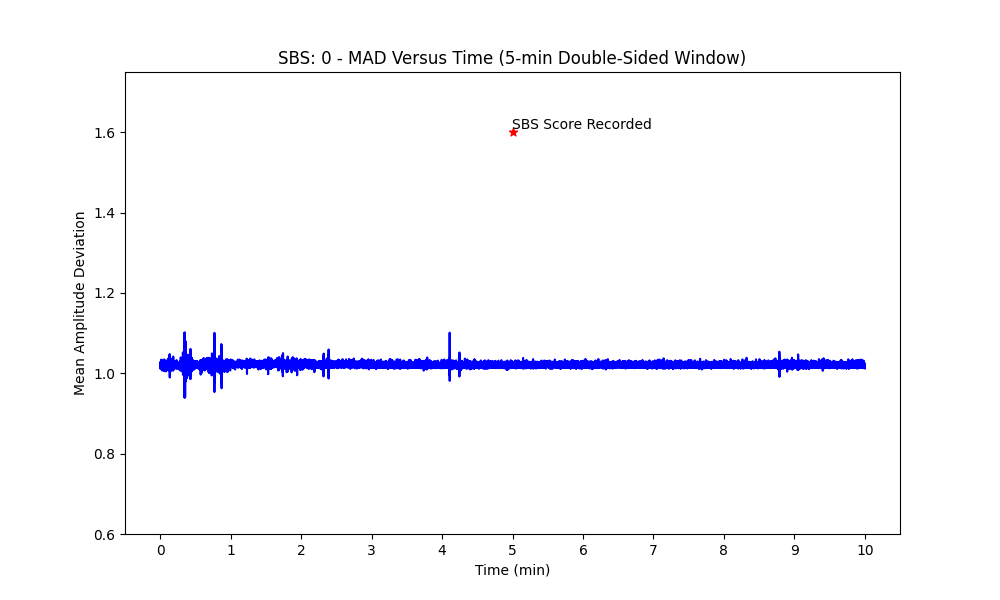 SBS: 0 - MAD Versus Time (5-min Double-Sided Window)
SBS Score Recorded
Mean Amplitude Deviation
1.6
1.4
1.2
1.0
0.8
0.6
0 1 2 3 4 5 6 7 8 9 10
Time (min)